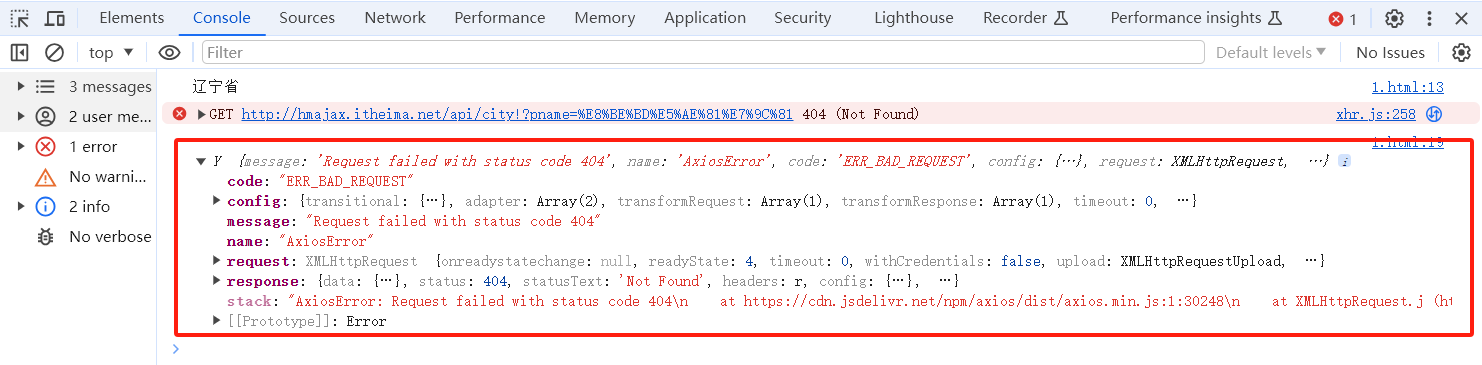 Elements Console Sources Network Performance Memory Application Security Lighthouse Recorder Performance insights 1
top Filter Default levels No Issues
3 messages
2 user me...
1 error
No warni...
2 info
No verbose
辽宁省 1.html:13
GET http://hmajax.itheima.net/api/city!?pname=%E8%BE%BD%E5%AE%81%E7%9C%81 404 (Not Found) xhr.js:258
1.html:19
Y {message: 'Request failed with status code 404', name: 'AxiosError', code: 'ERR_BAD_REQUEST', config: {…}, request: XMLHttpRequest, …} i
code: "ERR_BAD_REQUEST"
config: {transitional: {…}, adapter: Array(2), transformRequest: Array(1), transformResponse: Array(1), timeout: 0, …}
message: "Request failed with status code 404"
name: "AxiosError"
request: XMLHttpRequest {onreadystatechange: null, readyState: 4, timeout: 0, withCredentials: false, upload: XMLHttpRequestUpload, …}
response: {data: {…}, status: 404, statusText: 'Not Found', headers: r, config: {…}, …}
stack: "AxiosError: Request failed with status code 404\n at https://cdn.jsdelivr.net/npm/axios/dist/axios.min.js:1:30248\n at XMLHttpRequest.j (ht
[[Prototype]]: Error